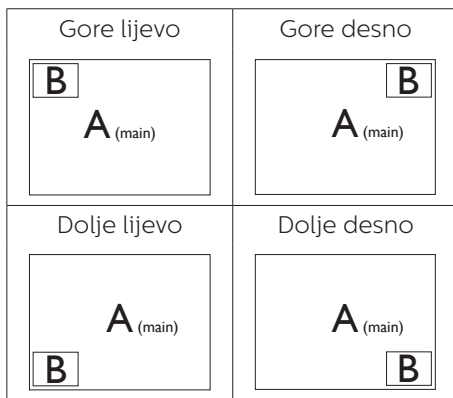 Gore lijevo
Gore desno
B
A (main)
B
A (main)
Dolje lijevo
Dolje desno
A (main)
B
A (main)
B